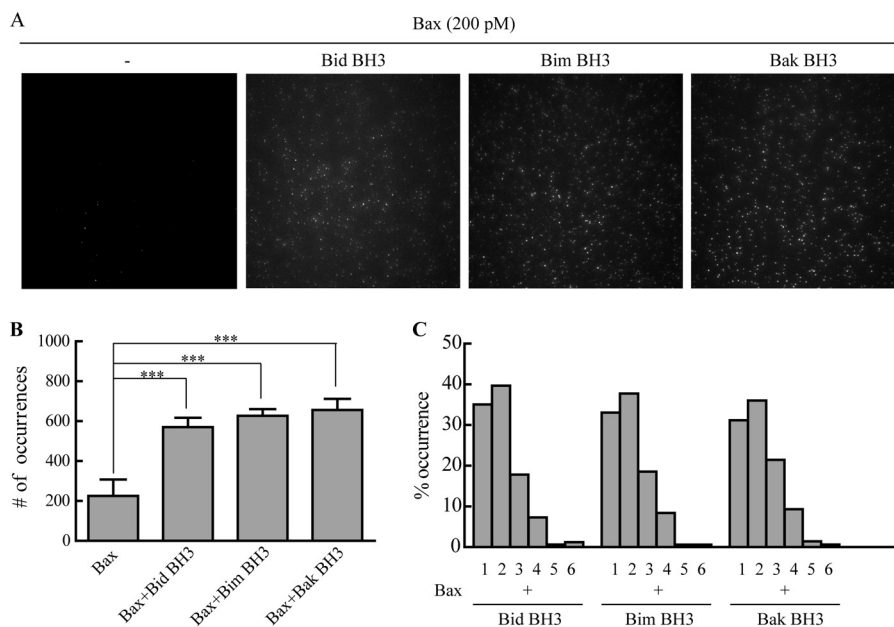 A
Bax (200 pM)
- Bid BH3 Bim BH3 Bak BH3
B
# of occurrences
1000
800
600
400
200
0
***
***
***
Bax
Bax+Bid BH3
Bax+Bim BH3
Bax+Bak BH3
C
% occurrence
50
40
30
20
10
0
1 2 3 4 5 6 1 2 3 4 5 6 1 2 3 4 5 6
Bax + + +
Bid BH3 Bim BH3 Bak BH3